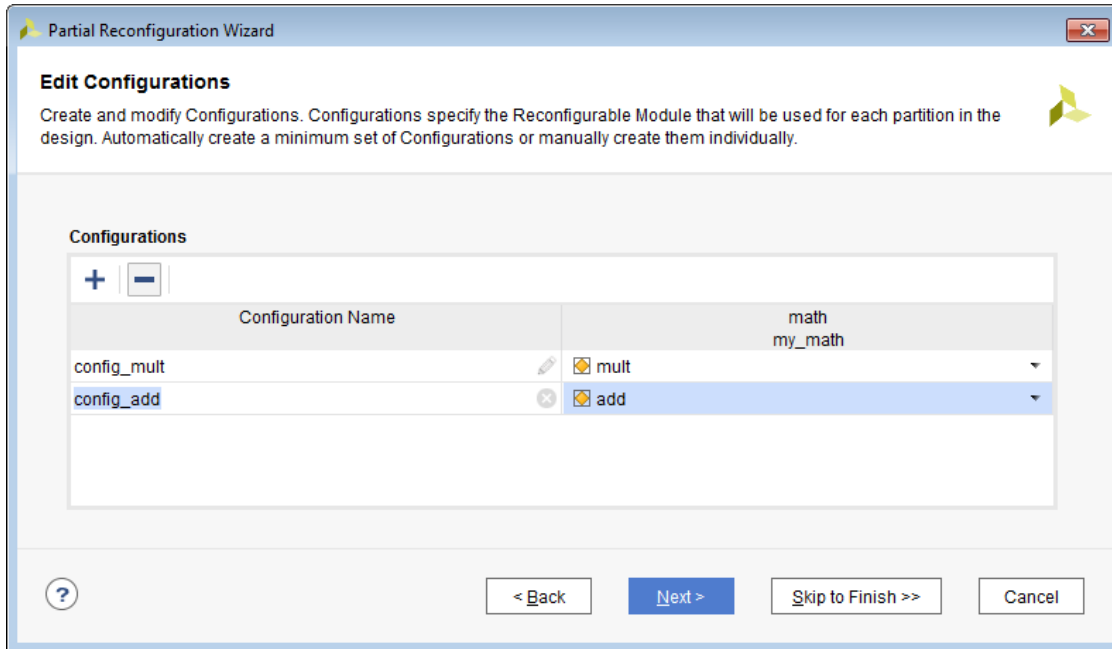 Partial Reconfiguration Wizard
Edit Configurations
Create and modify Configurations. Configurations specify the Reconfigurable Module that will be used for each partition in the
design. Automatically create a minimum set of Configurations or manually create them individually.
Configurations
Configuration Name
math
my_math
config_mult
mult
config_add
add
?
< Back
Next >
Skip to Finish >>
Cancel